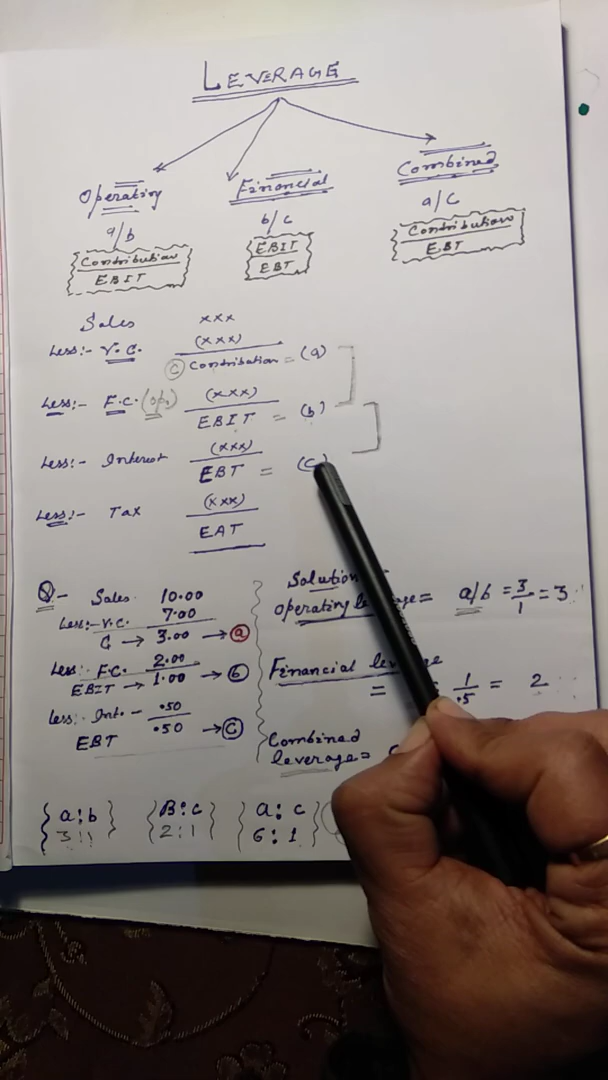 LEVERAGE
Operating Financial Combined
a/b b/c a/c
Contribution EBIT Contribution
EBIT EBT EBT
Sales xxx
Less:- V.C. (xxx)
© Contribution = (a)
Less:- F.C. (op.) (xxx)
EBIT = (b)
Less:- Interest (xxx)
EBT = (c)
Less:- Tax (xxx)
EAT
Q- Sales 10.00
Less:- V.C. 7.00
C → 3.00 → ⓐ
Less:- F.C. 2.00
EBIT → 1.00 → ⓑ
Less: Int. - .50
EBT .50 → ⓒ
Solution
Operating = a/b = 3/1 = 3
Financial
= 1/.5 = 2
Combined
leverage =
{a:b} {B:c} {a:c}
3:1 2:1 6:1